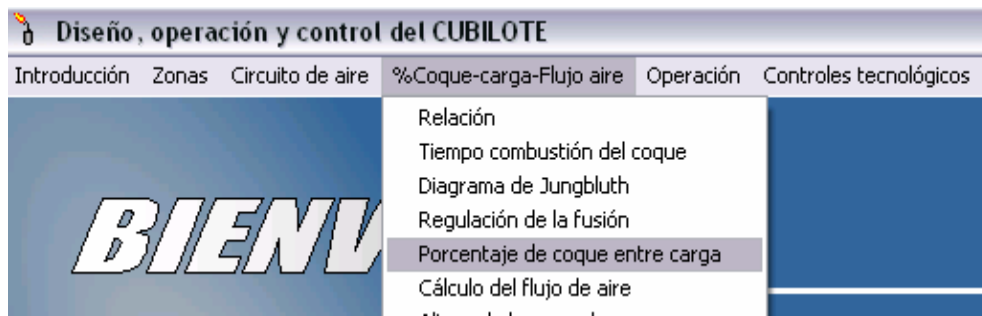 Diseño, operación y control del CUBILOTE
Introducción Zonas Circuito de aire %Coque-carga-Flujo aire Operación Controles tecnológicos
Relación
Tiempo combustión del coque
Diagrama de Jungbluth
Regulación de la fusión
BIENV
Porcentaje de coque entre carga
Cálculo del flujo de aire